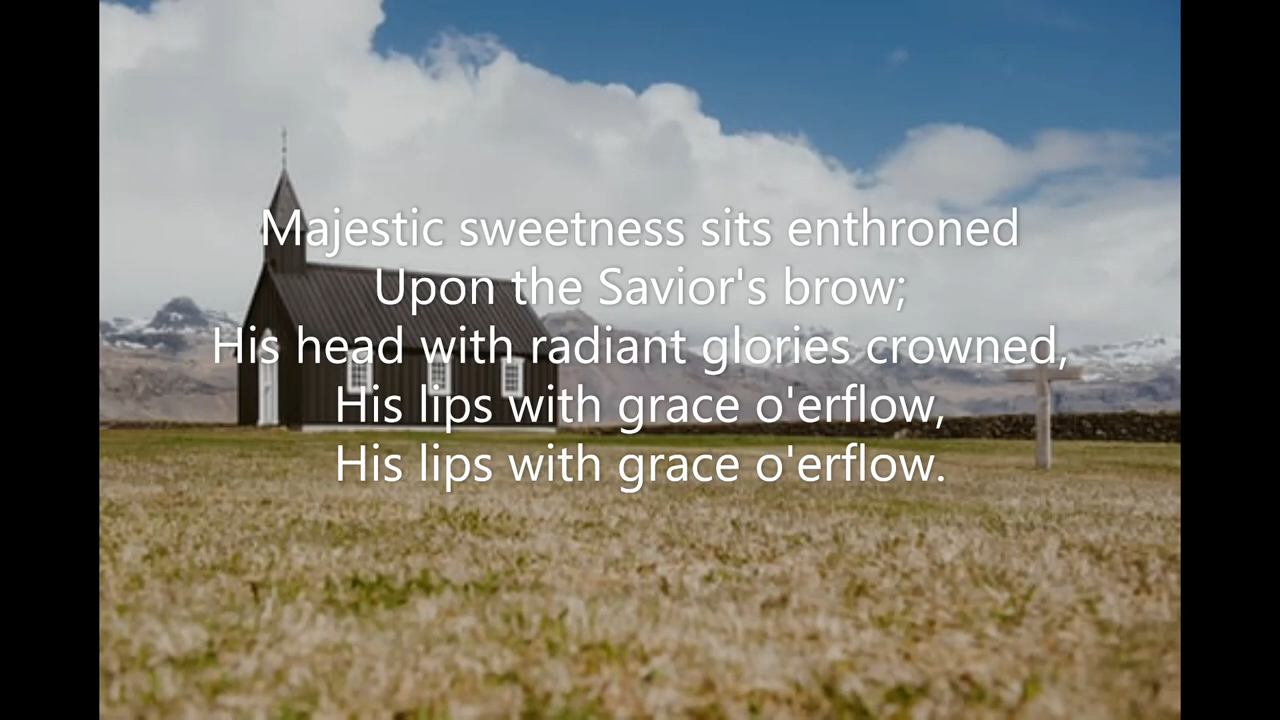 Majestic sweetness sits enthroned
Upon the Savior's brow;
His head with radiant glories crowned,
His lips with grace o'erflow,
His lips with grace o'erflow.